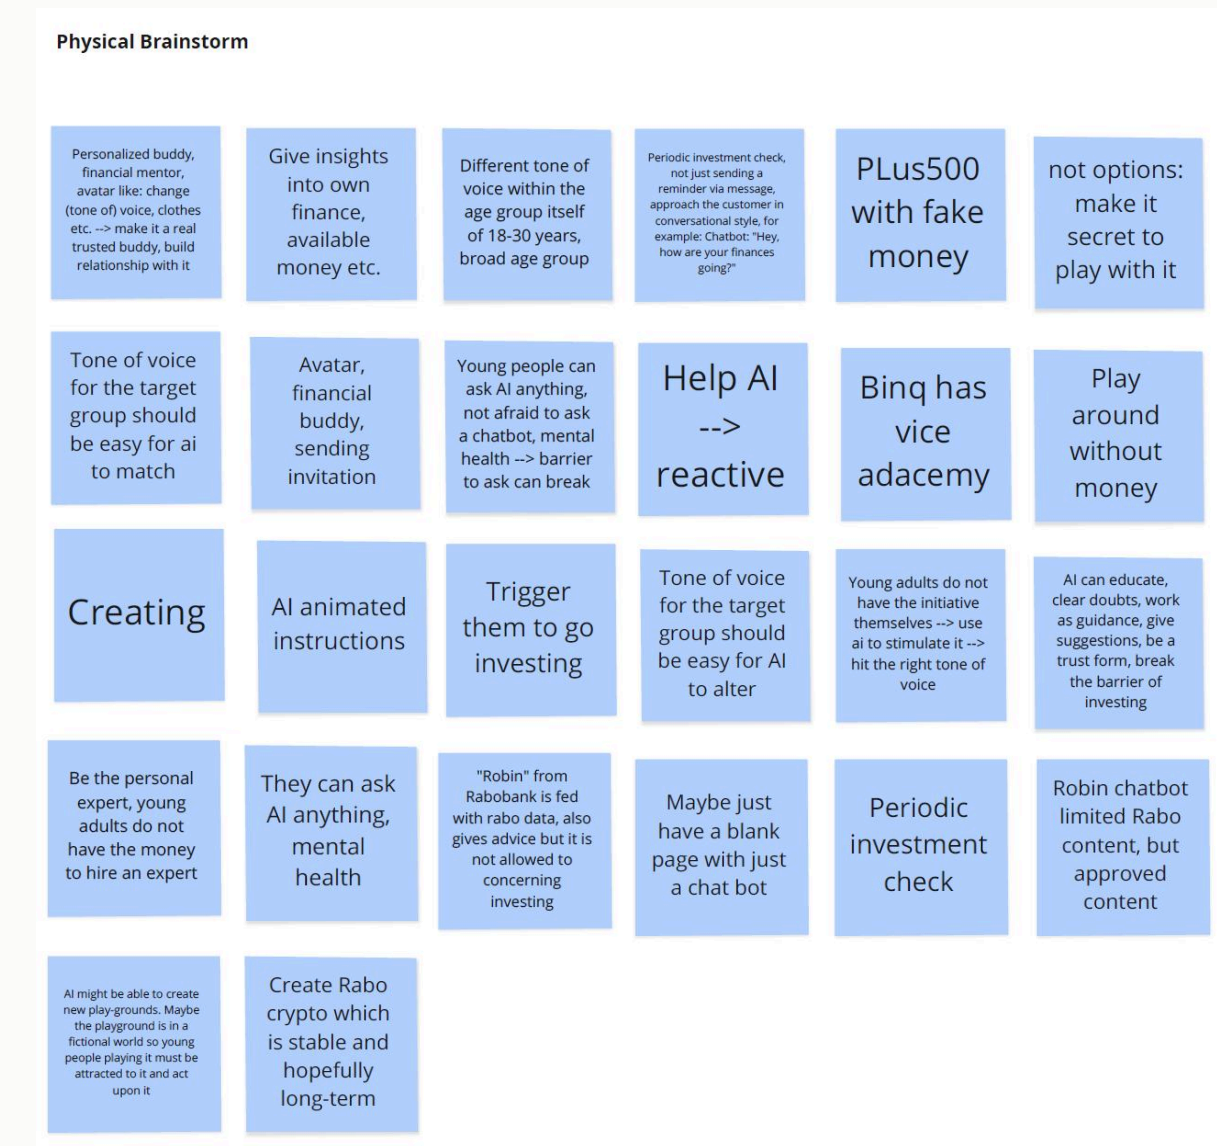 Physical Brainstorm
Personalized buddy,
financial mentor,
avatar like: change
(tone of) voice, clothes
etc. --> make it a real
trusted buddy, build
relationship with it
Give insights
into own
finance,
available
money etc.
Different tone of
voice within the
age group itself
of 18-30 years,
broad age group
Periodic investment check,
not just sending a
reminder via message,
approach the customer in
conversational style, for
example: Chatbot: "Hey,
how are your finances
going?"
PLus500
with fake
money
not options:
make it
secret to
play with it
Tone of voice
for the target
group should
be easy for ai
to match
Avatar,
financial
buddy,
sending
invitation
Young people can
ask AI anything,
not afraid to ask
a chatbot, mental
health --> barrier
to ask can break
Help AI
-->
reactive
Binq has
vice
adacemy
Play
around
without
money
Creating
AI animated
instructions
Trigger
them to go
investing
Tone of voice
for the target
group should
be easy for AI
to alter
Young adults do not
have the initiative
themselves --> use
ai to stimulate it -->
hit the right tone of
voice
AI can educate,
clear doubts, work
as guidance, give
suggestions, be a
trust form, break
the barrier of
investing
Be the personal
expert, young
adults do not
have the money
to hire an expert
They can ask
AI anything,
mental
health
"Robin" from
Rabobank is fed
with rabo data, also
gives advice but it is
not allowed to
concerning
investing
Maybe just
have a blank
page with just
a chat bot
Periodic
investment
check
Robin chatbot
limited Rabo
content, but
approved
content
AI might be able to create
new play-grounds. Maybe
the playground is in a
fictional world so young
people playing it must be
attracted to it and act
upon it
Create Rabo
crypto which
is stable and
hopefully
long-term